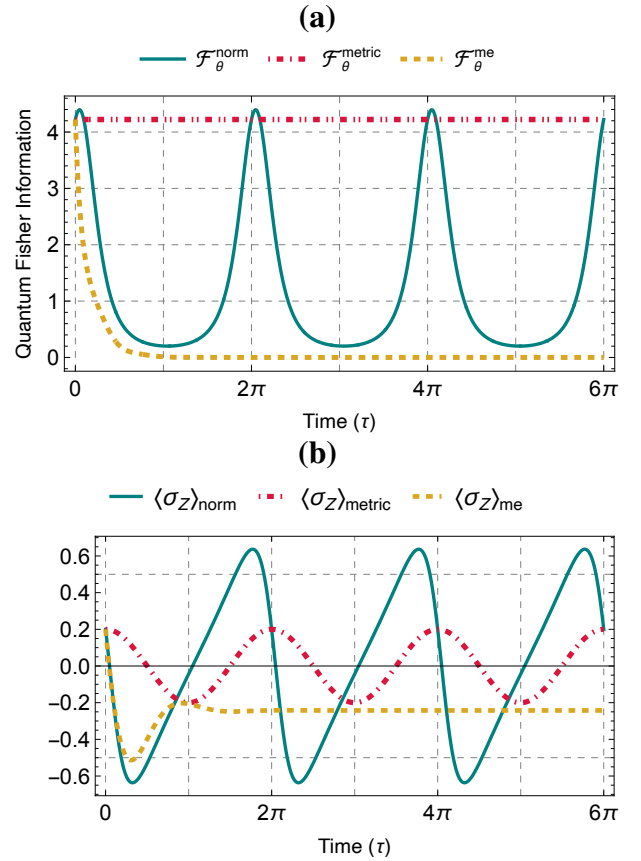 (a)
ℱ_θ^norm ℱ_θ^metric ℱ_θ^me
Quantum Fisher Information
4
3
2
1
0
0 2π 4π 6π
Time (τ)
(b)
⟨σ_Z⟩_norm ⟨σ_Z⟩_metric ⟨σ_Z⟩_me
0.6
0.4
0.2
0.0
−0.2
−0.4
−0.6
0 2π 4π 6π
Time (τ)